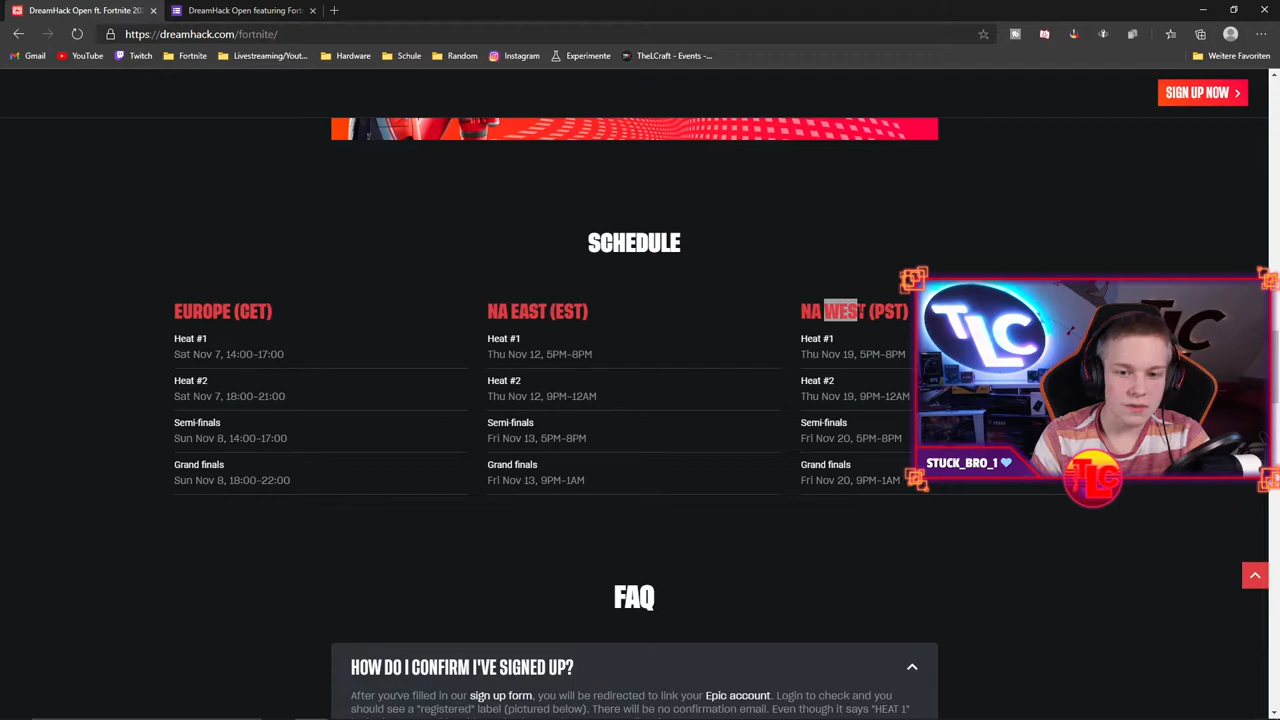 DreamHack Open ft. Fortnite 202
DreamHack Open featuring Fort
https://dreamhack.com/fortnite/
Gmail
YouTube
Twitch
Fortnite
Livestreaming/Yout...
Hardware
Schule
Random
Instagram
Experimente
TheLCraft - Events -...
Weitere Favoriten
SIGN UP NOW
SCHEDULE
EUROPE (CET)
Heat #1
Sat Nov 7, 14:00-17:00
Heat #2
Sat Nov 7, 18:00-21:00
Semi-finals
Sun Nov 8, 14:00-17:00
Grand finals
Sun Nov 8, 18:00-22:00
NA EAST (EST)
Heat #1
Thu Nov 12, 5PM-8PM
Heat #2
Thu Nov 12, 9PM-12AM
Semi-finals
Fri Nov 13, 5PM-8PM
Grand finals
Fri Nov 13, 9PM-1AM
NA WEST (PST)
Heat #1
Thu Nov 19, 5PM-8PM
Heat #2
Thu Nov 19, 9PM-12AM
Semi-finals
Fri Nov 20, 5PM-8PM
Grand finals
Fri Nov 20, 9PM-1AM
TLC
TLC
STUCK_BRO_1
TLC
FAQ
HOW DO I CONFIRM I'VE SIGNED UP?
After you've filled in our sign up form, you will be redirected to link your Epic account. Login to check and you
should see a "registered" label (pictured below). There will be no confirmation email. Even though it says "HEAT 1"